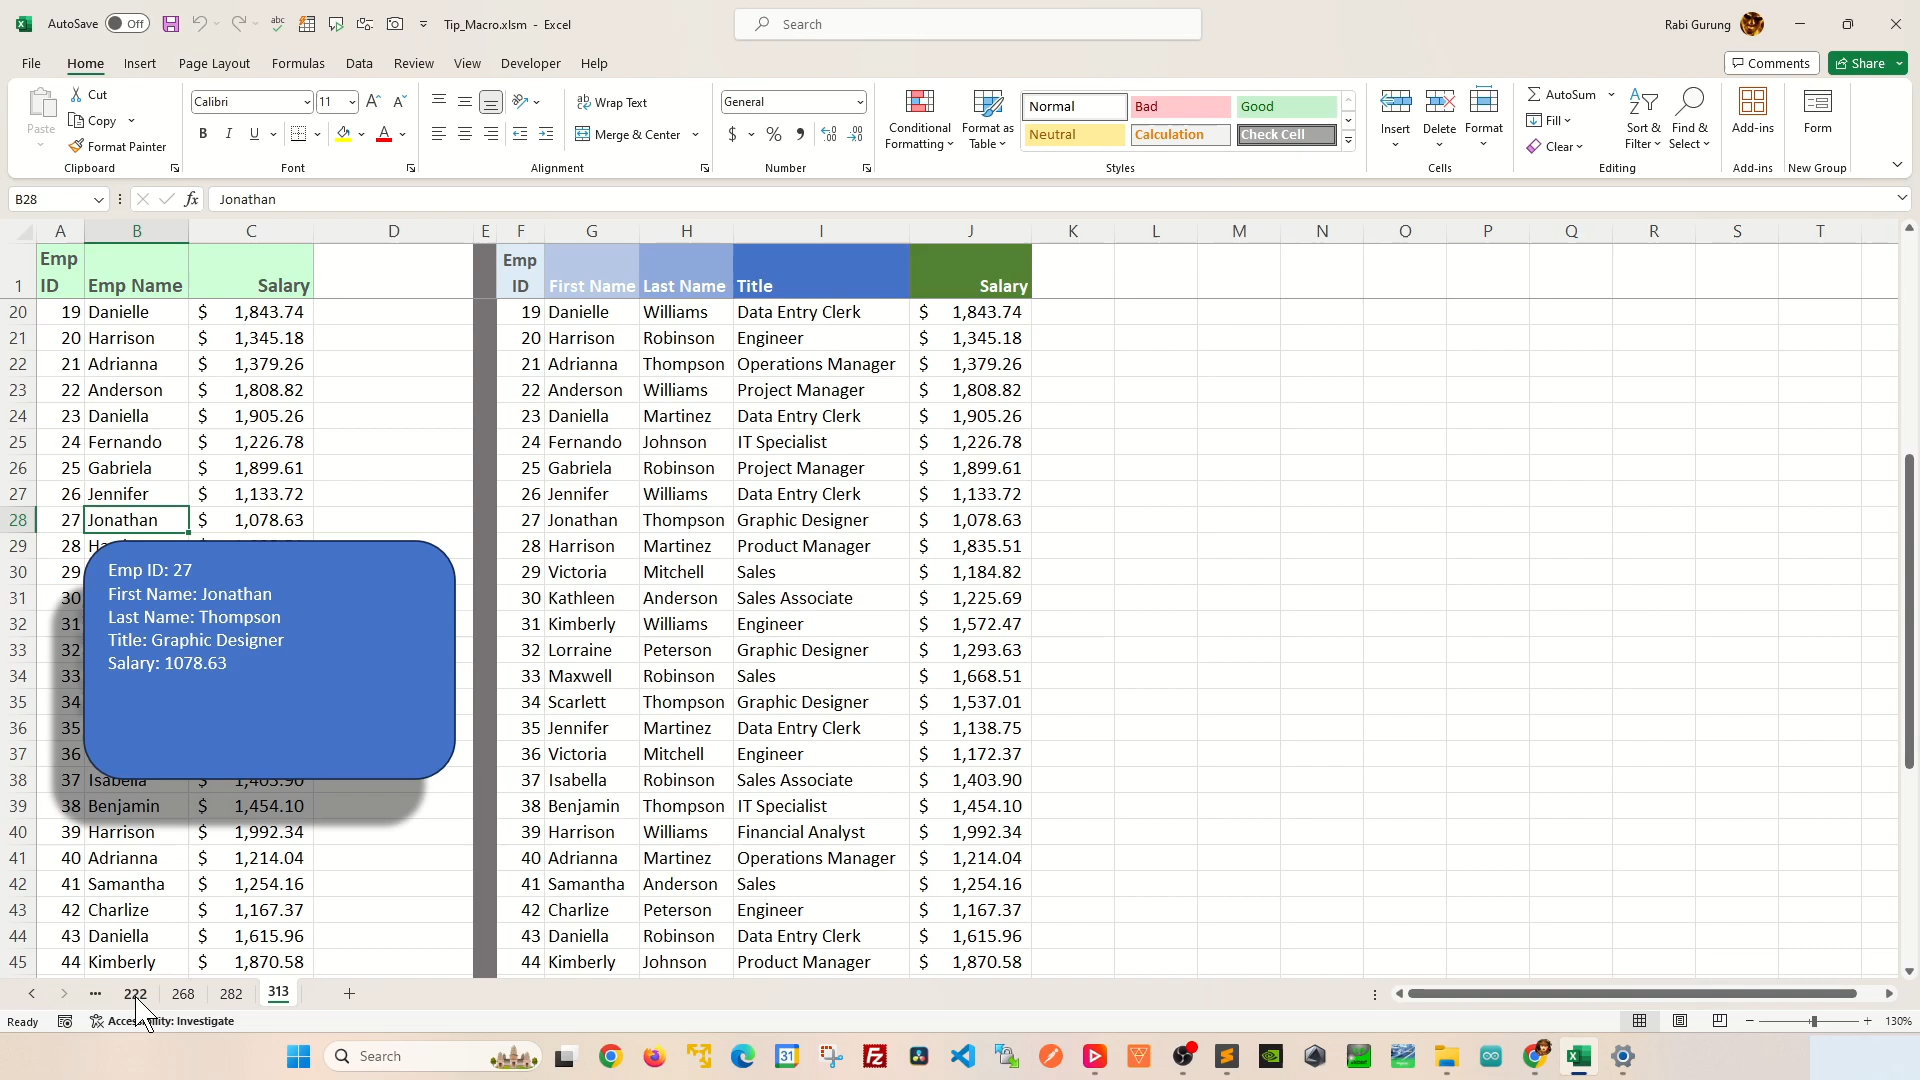 AutoSave Off Tip_Macro.xlsm - Excel Search Rabi Gurung
File Home Insert Page Layout Formulas Data Review View Developer Help Comments Share
Paste Cut Copy Format Painter Clipboard
Calibri 11 B I U Font
Wrap Text Merge & Center Alignment
General $ % , Number
Conditional Formatting Format as Table Normal Bad Good Neutral Calculation Check Cell Styles
Insert Delete Format Cells
AutoSum Fill Clear Sort & Filter Find & Select Editing
Add-ins Add-ins Form New Group
B28 fx Jonathan
A B C D E F G H I J K L M N O P Q R S T
1 Emp ID Emp Name Salary Emp ID First Name Last Name Title Salary
20 19 Danielle $ 1,843.74 19 Danielle Williams Data Entry Clerk $ 1,843.74
21 20 Harrison $ 1,345.18 20 Harrison Robinson Engineer $ 1,345.18
22 21 Adrianna $ 1,379.26 21 Adrianna Thompson Operations Manager $ 1,379.26
23 22 Anderson $ 1,808.82 22 Anderson Williams Project Manager $ 1,808.82
24 23 Daniella $ 1,905.26 23 Daniella Martinez Data Entry Clerk $ 1,905.26
25 24 Fernando $ 1,226.78 24 Fernando Johnson IT Specialist $ 1,226.78
26 25 Gabriela $ 1,899.61 25 Gabriela Robinson Project Manager $ 1,899.61
27 26 Jennifer $ 1,133.72 26 Jennifer Williams Data Entry Clerk $ 1,133.72
28 27 Jonathan $ 1,078.63 27 Jonathan Thompson Graphic Designer $ 1,078.63
29 28 28 Harrison Martinez Product Manager $ 1,835.51
30 29 29 Victoria Mitchell Sales $ 1,184.82
31 30 30 Kathleen Anderson Sales Associate $ 1,225.69
32 31 31 Kimberly Williams Engineer $ 1,572.47
33 32 32 Lorraine Peterson Graphic Designer $ 1,293.63
34 33 33 Maxwell Robinson Sales $ 1,668.51
35 34 34 Scarlett Thompson Graphic Designer $ 1,537.01
36 35 35 Jennifer Martinez Data Entry Clerk $ 1,138.75
37 36 36 Victoria Mitchell Engineer $ 1,172.37
38 37 Isabella $ 1,403.90 37 Isabella Robinson Sales Associate $ 1,403.90
39 38 Benjamin $ 1,454.10 38 Benjamin Thompson IT Specialist $ 1,454.10
40 39 Harrison $ 1,992.34 39 Harrison Williams Financial Analyst $ 1,992.34
41 40 Adrianna $ 1,214.04 40 Adrianna Martinez Operations Manager $ 1,214.04
42 41 Samantha $ 1,254.16 41 Samantha Anderson Sales $ 1,254.16
43 42 Charlize $ 1,167.37 42 Charlize Peterson Engineer $ 1,167.37
44 43 Daniella $ 1,615.96 43 Daniella Robinson Data Entry Clerk $ 1,615.96
45 44 Kimberly $ 1,870.58 44 Kimberly Johnson Product Manager $ 1,870.58
Emp ID: 27
First Name: Jonathan
Last Name: Thompson
Title: Graphic Designer
Salary: 1078.63
222 268 282 313
Ready Accessibility: Investigate 130%
Search